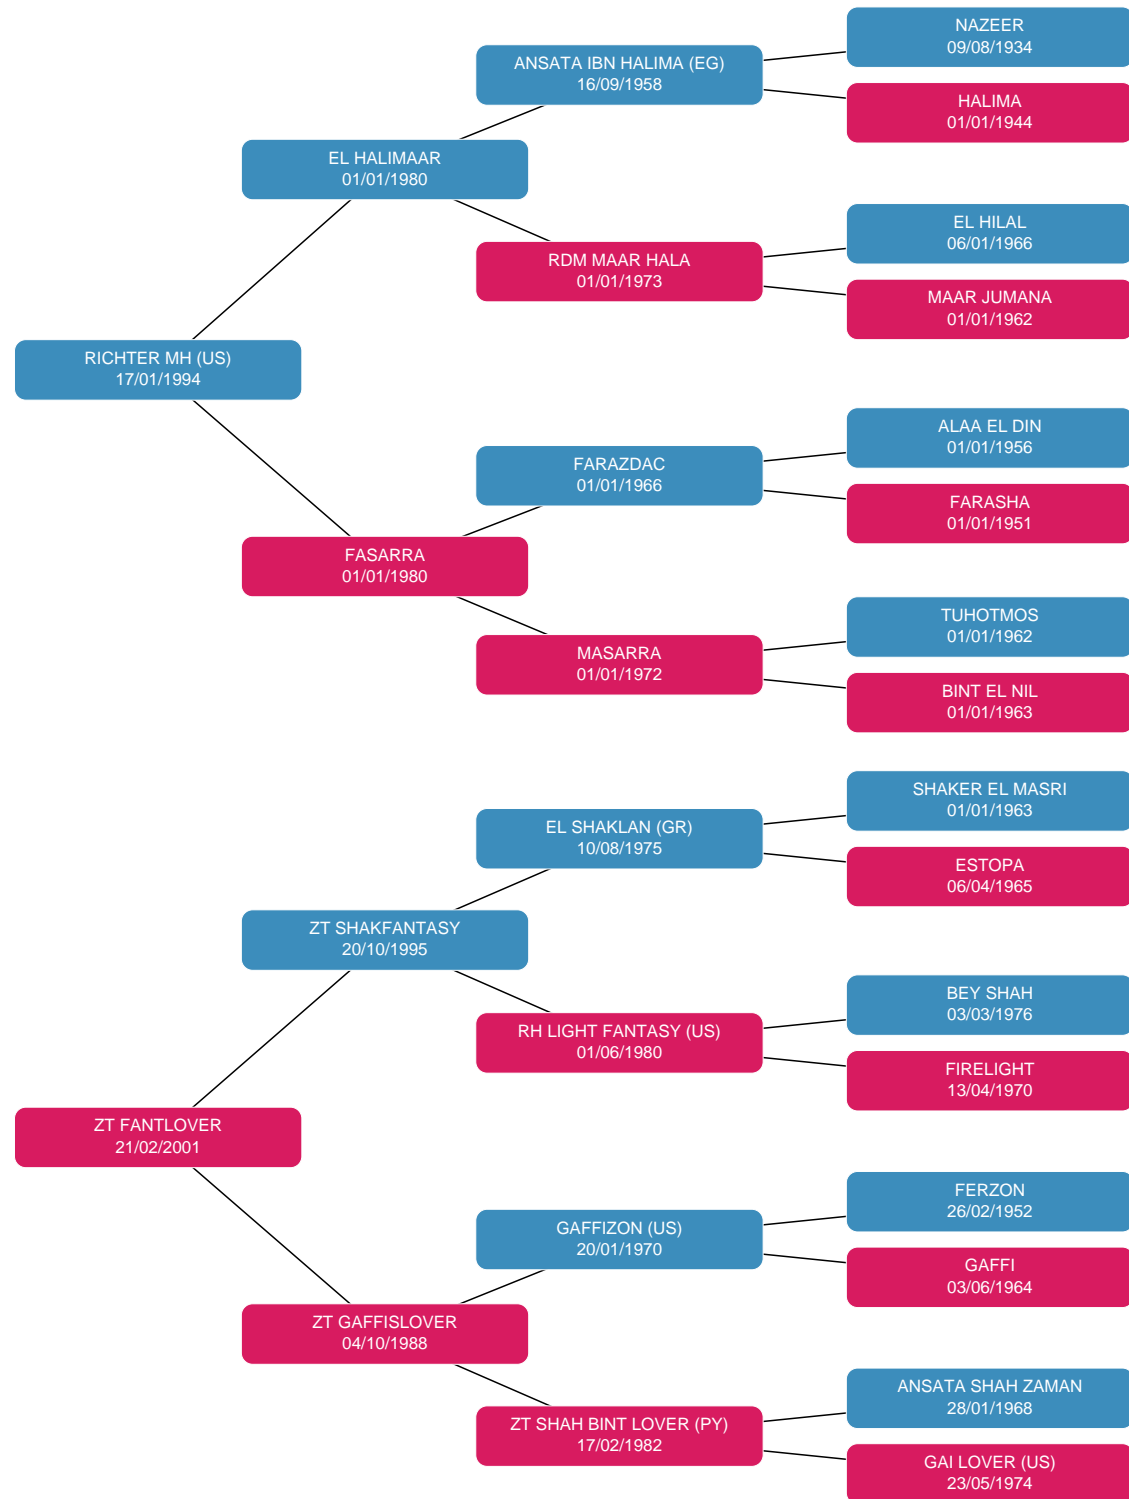 NAZEER
09/08/1934
ANSATA IBN HALIMA (EG)
16/09/1958
HALIMA
01/01/1944
EL HALIMAAR
01/01/1980
EL HILAL
06/01/1966
RDM MAAR HALA
01/01/1973
MAAR JUMANA
01/01/1962
RICHTER MH (US)
17/01/1994
ALAA EL DIN
01/01/1956
FARAZDAC
01/01/1966
FARASHA
01/01/1951
FASARRA
01/01/1980
TUHOTMOS
01/01/1962
MASARRA
01/01/1972
BINT EL NIL
01/01/1963
SHAKER EL MASRI
01/01/1963
EL SHAKLAN (GR)
10/08/1975
ESTOPA
06/04/1965
ZT SHAKFANTASY
20/10/1995
BEY SHAH
03/03/1976
RH LIGHT FANTASY (US)
01/06/1980
FIRELIGHT
13/04/1970
ZT FANTLOVER
21/02/2001
FERZON
26/02/1952
GAFFIZON (US)
20/01/1970
GAFFI
03/06/1964
ZT GAFFISLOVER
04/10/1988
ANSATA SHAH ZAMAN
28/01/1968
ZT SHAH BINT LOVER (PY)
17/02/1982
GAI LOVER (US)
23/05/1974